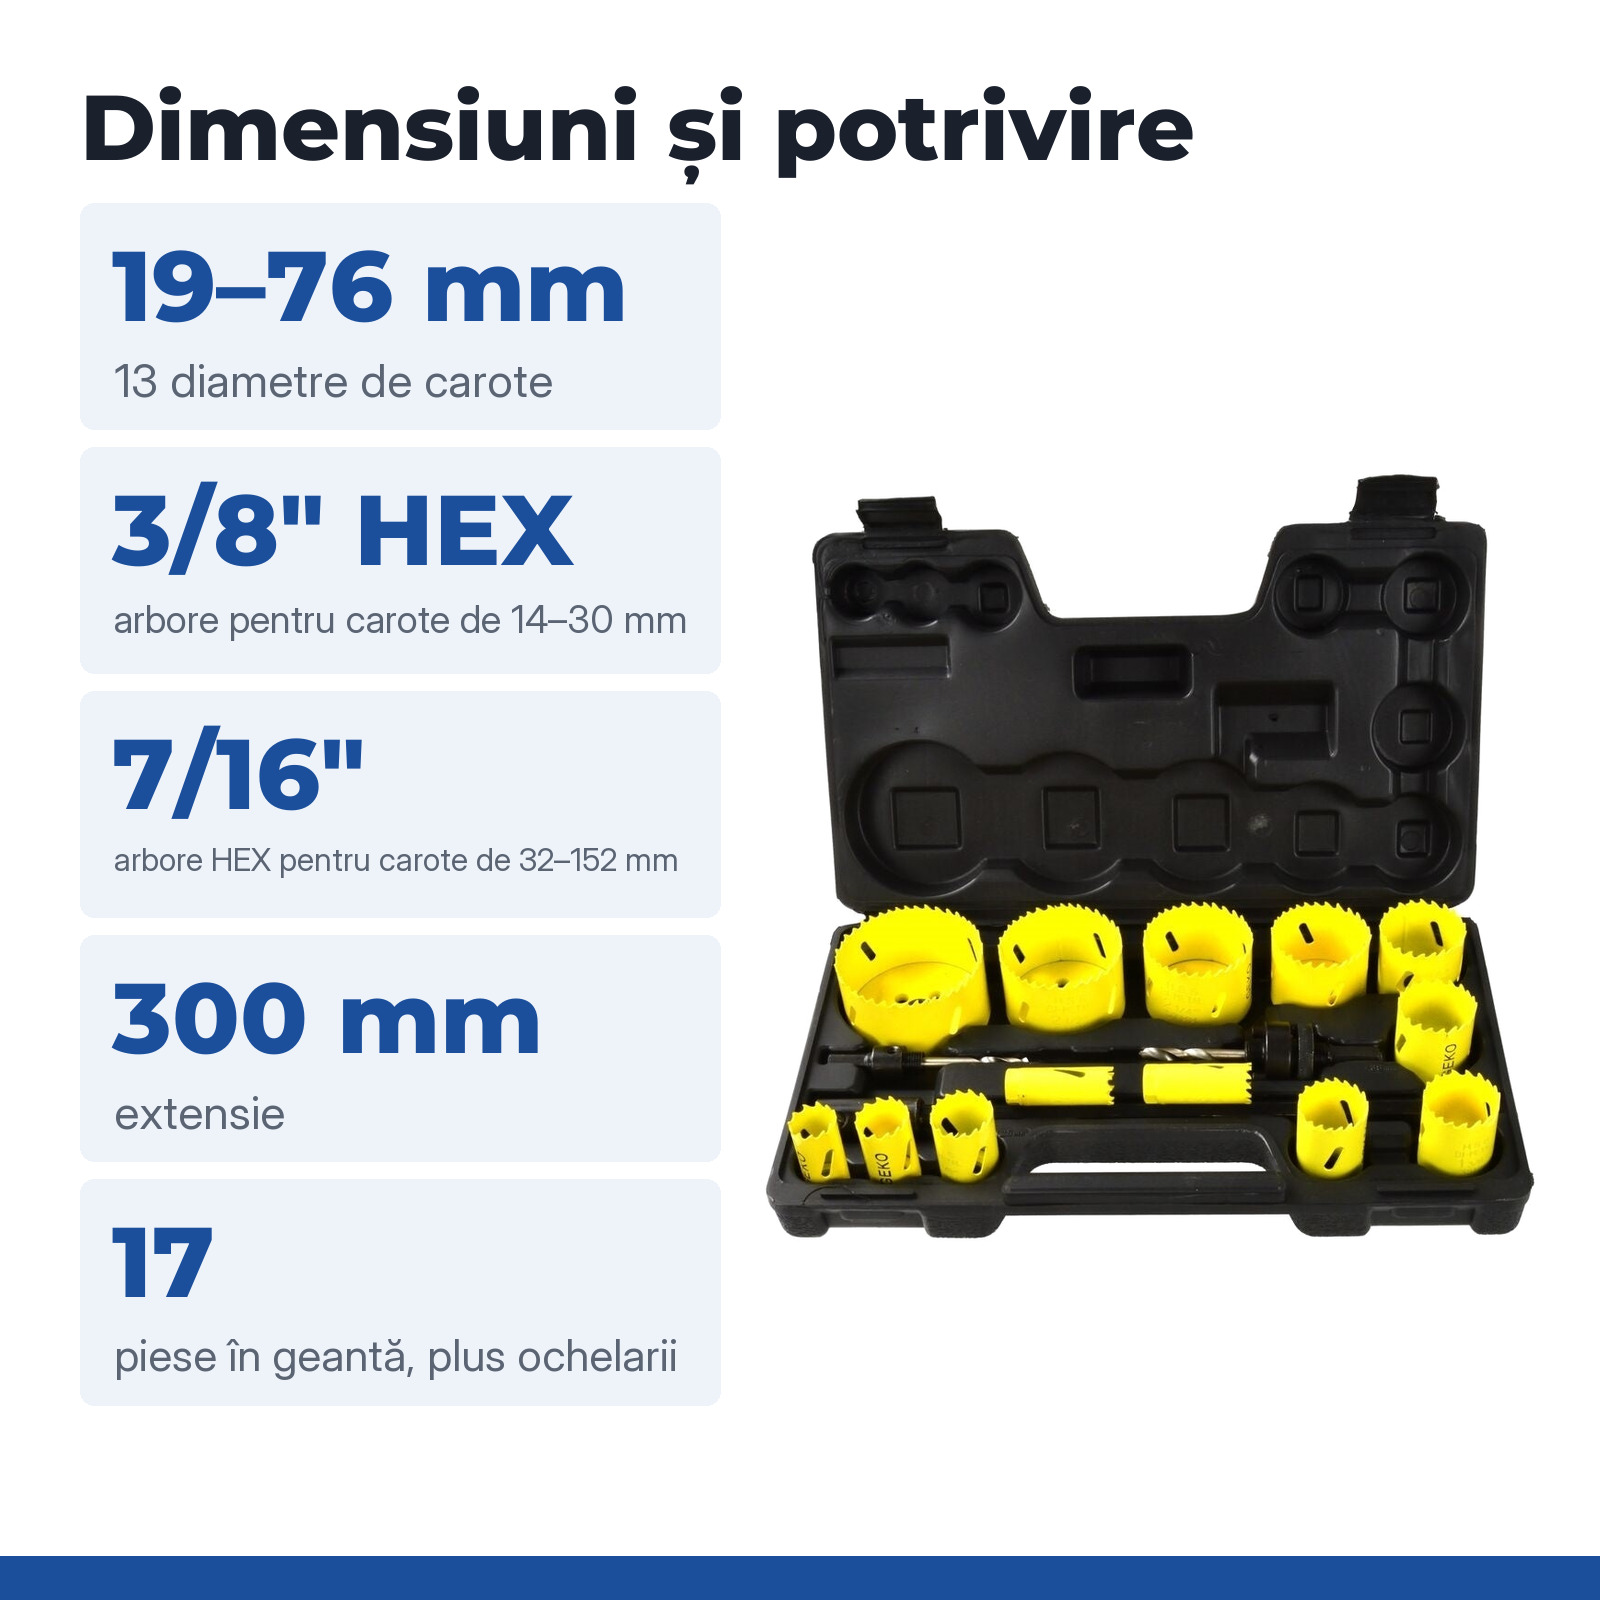 Dimensiuni și potrivire
19–76 mm
13 diametre de carote
3/8" HEX
arbore pentru carote de 14–30 mm
7/16"
arbore HEX pentru carote de 32–152 mm
300 mm
extensie
17
piese în geantă, plus ochelarii
GEKO